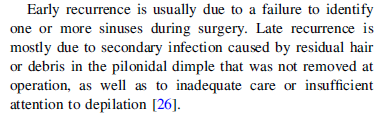 Early recurrence is usually due to a failure to identify
one or more sinuses during surgery. Late recurrence is
mostly due to secondary infection caused by residual hair
or debris in the pilonidal dimple that was not removed at
operation, as well as to inadequate care or insufficient
attention to depilation [26].